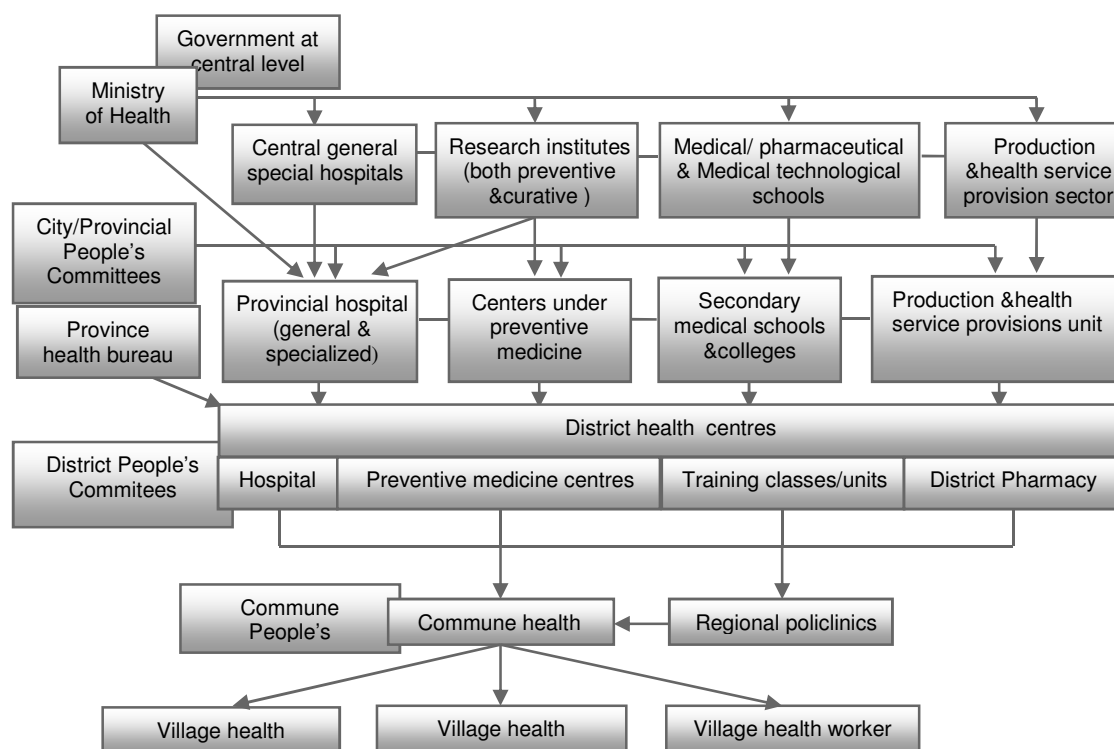 Government at
central level
Ministry
of Health
Central general
special hospitals
Research institutes
(both preventive
&curative )
Medical/ pharmaceutical
& Medical technological
schools
Production
&health service
provision sector
City/Provincial
People's
Committees
Provincial hospital
(general &
specialized)
Centers under
preventive
medicine
Secondary
medical schools
&colleges
Production &health
service provisions unit
Province
health bureau
District health centres
District People's
Commitees
Hospital
Preventive medicine centres
Training classes/units
District Pharmacy
Commune
People's
Commune health
Regional policlinics
Village health
Village health
Village health worker